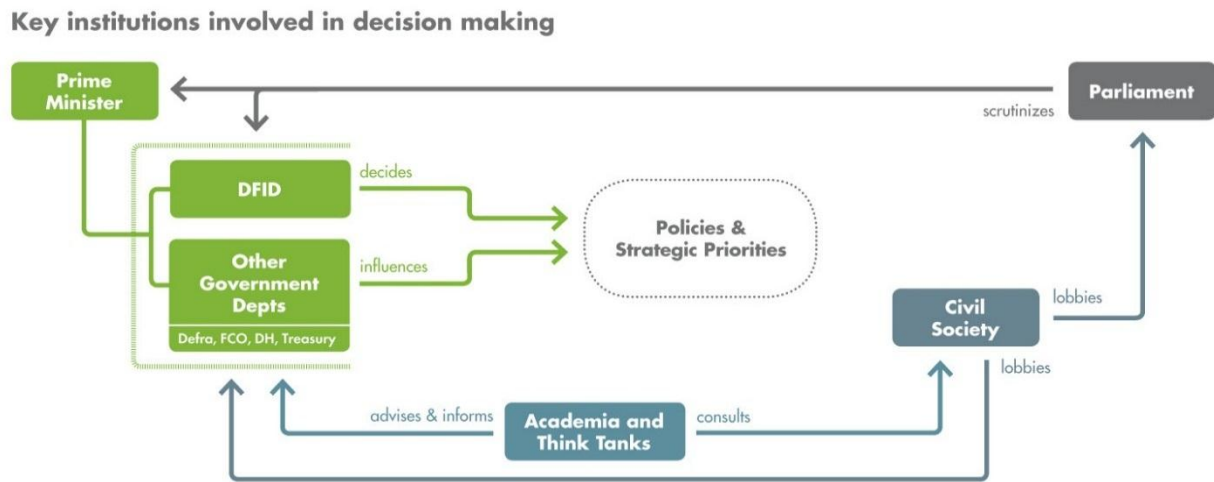 Key institutions involved in decision making
Prime
Minister
Parliament
scrutinizes
DFID
decides
Policies &
Strategic Priorities
Other
Government
Depts
influences
Defra, FCO, DH, Treasury
Civil
Society
lobbies
lobbies
advises & informs
Academia and
Think Tanks
consults